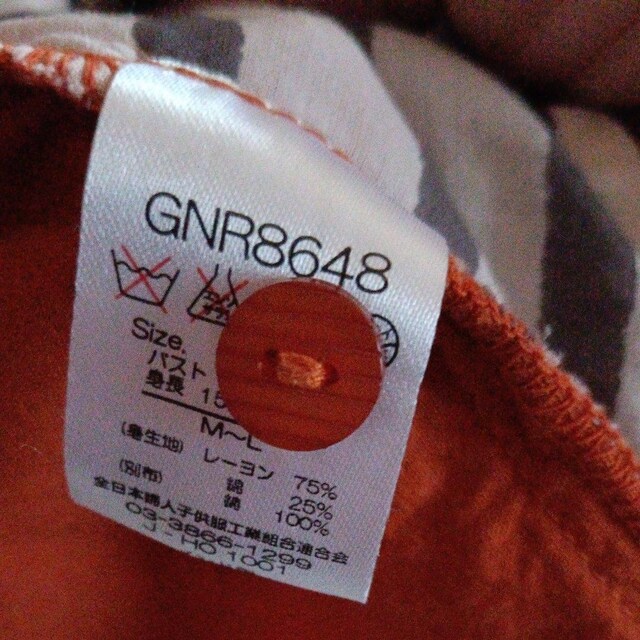 GNR8648
Size.
バスト
身長 15
M〜L
(身生地) レーヨン 75%
綿 25%
(別布) 綿 100%
全日本婦人子供服工業組合連合会
03-3866-1299